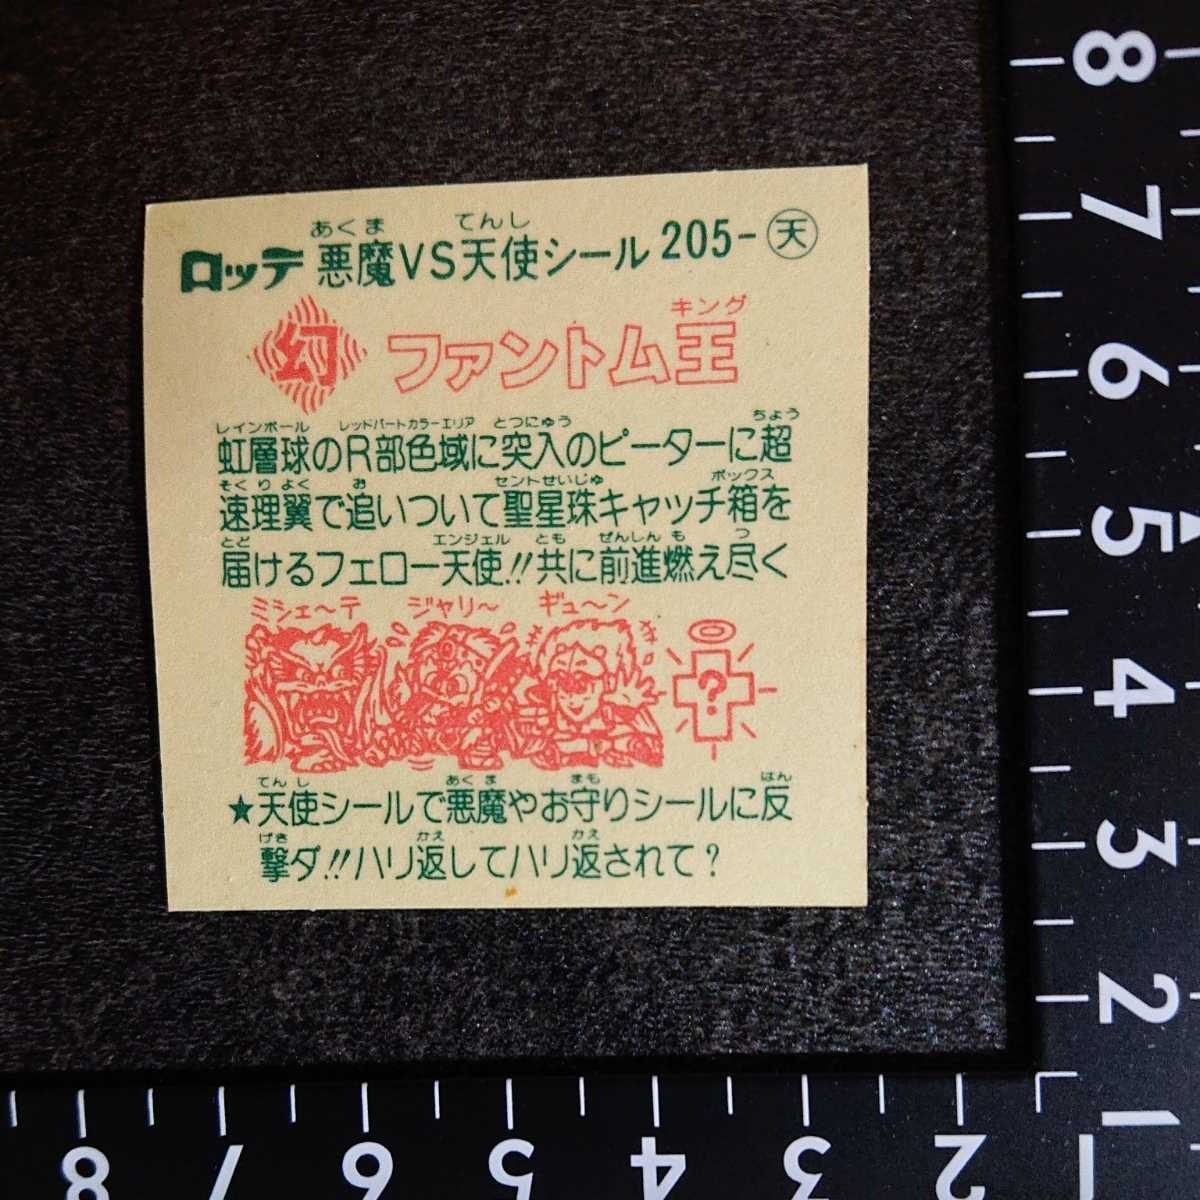 あくま てんし
ロッテ 悪魔VS天使シール 205-天
キング
幻 ファントム王
レインボール レッドパートカラーエリア とつにゅう ちょう
虹層球のR部色域に突入のピーターに超
そくりよく お セントせいじゅ ボックス
速理翼で追いついて聖星珠キャッチ箱を
とど エンジェル とも ぜんしん も つ
届けるフェロー天使!!共に前進燃え尽く
ミシェ〜テ ジャリ〜 ギュ〜ン
?
てんし あくま まも はん
★天使シールで悪魔やお守りシールに反
げき かえ かえ
撃ダ!!ハリ返してハリ返されて?
8
7
6
5
4
3
2
1
8 7 6 5 4 3 2